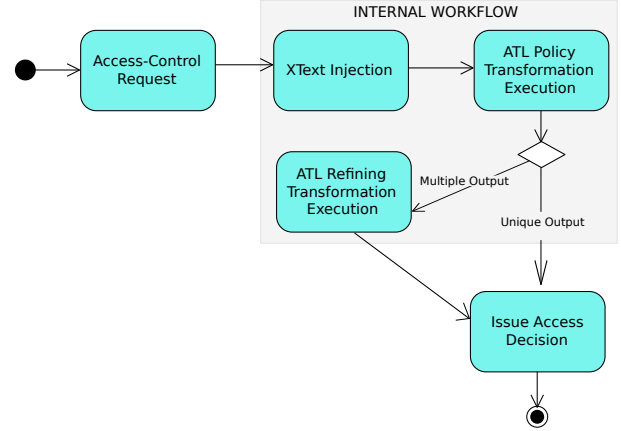 INTERNAL WORKFLOW
Access-Control
Request
XText Injection
ATL Policy
Transformation
Execution
ATL Refining
Transformation
Execution
Multiple Output
Unique Output
Issue Access
Decision